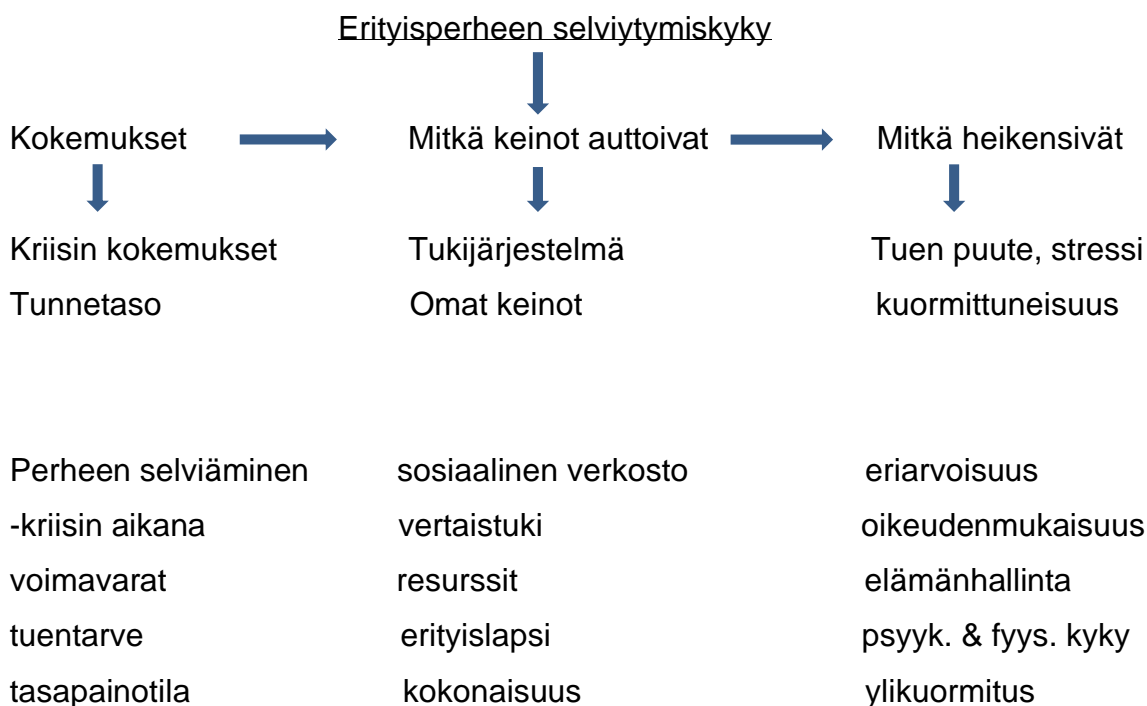 Erityisperheen selviytymiskyky
Kokemukset Mitkä keinot auttoivat Mitkä heikensivät
Kriisin kokemukset Tukijärjestelmä Tuen puute, stressi
Tunnetaso Omat keinot kuormittuneisuus
Perheen selviäminen sosiaalinen verkosto eriarvoisuus
-kriisin aikana vertaistuki oikeudenmukaisuus
voimavarat resurssit elämänhallinta
tuentarve erityislapsi psyyk. & fyys. kyky
tasapainotila kokonaisuus ylikuormitus